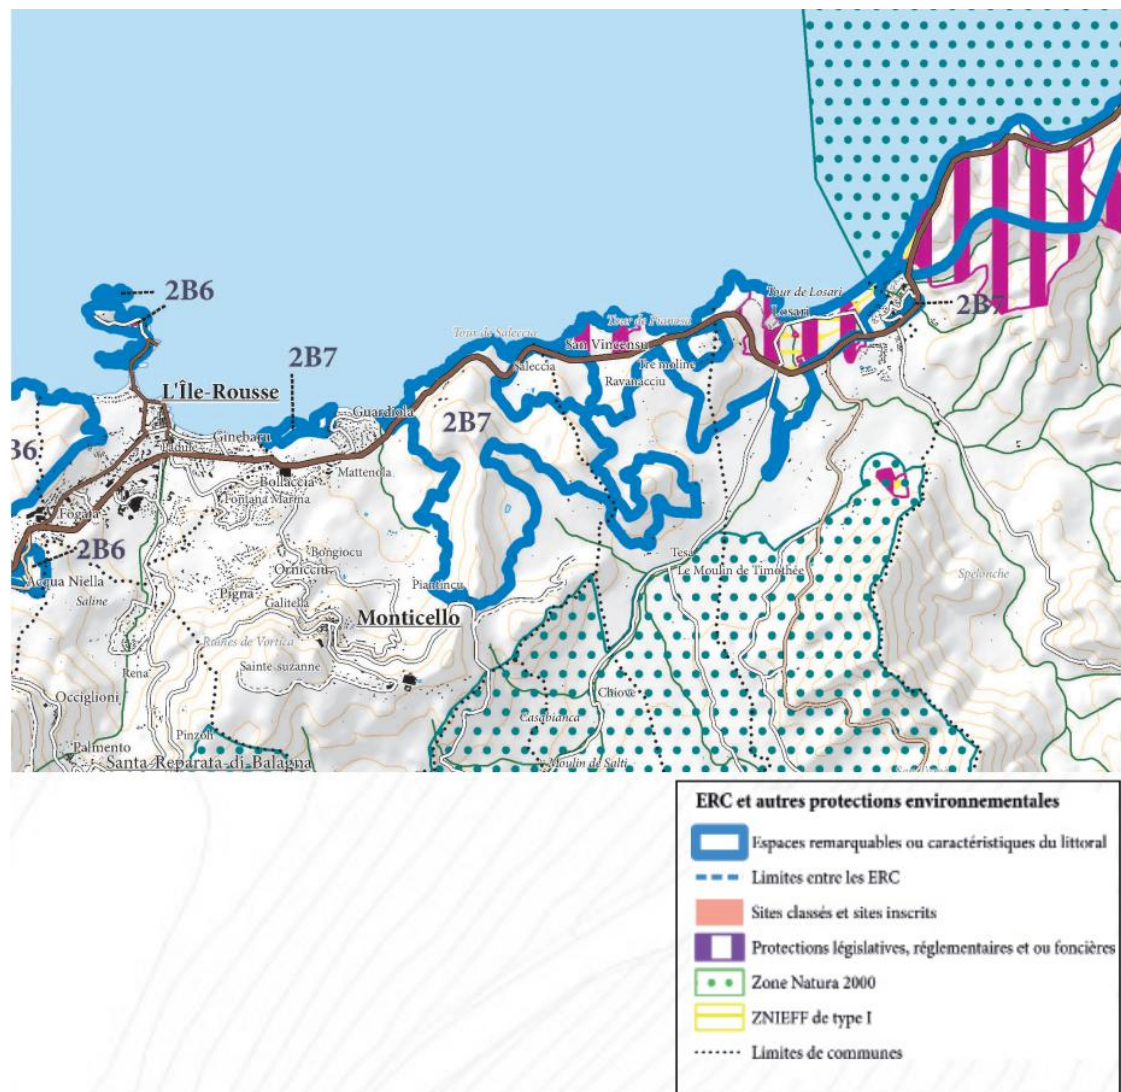 2B6
Tour de Losari
Losari
2B7
Tour de Saleccia
San Vincensu
2B7
Saleccia
Tre moline
Ravanacciu
L'Île-Rousse
Guardiola
2B7
Ginebaru
Padule
Mattenola
Bollaccia
Fontana Marina
Fogata
2B6
Bongiocu
Tesa
Le Moulin de Timothée
Spelonche
Acqua Niella
Saline
Ornicciu
Piantincu
Pigna
Galitella
Monticello
Ruines de Vortica
Sainte-suzanne
Rena
Chiove
Occiglioni
Casabianca
Pinzoli
Palmento
Santa-Reparata-di-Balagna
Moulin de Salti
ERC et autres protections environnementales
Espaces remarquables ou caractéristiques du littoral
Limites entre les ERC
Sites classés et sites inscrits
Protections législatives, réglementaires et ou foncières
Zone Natura 2000
ZNIEFF de type I
Limites de communes